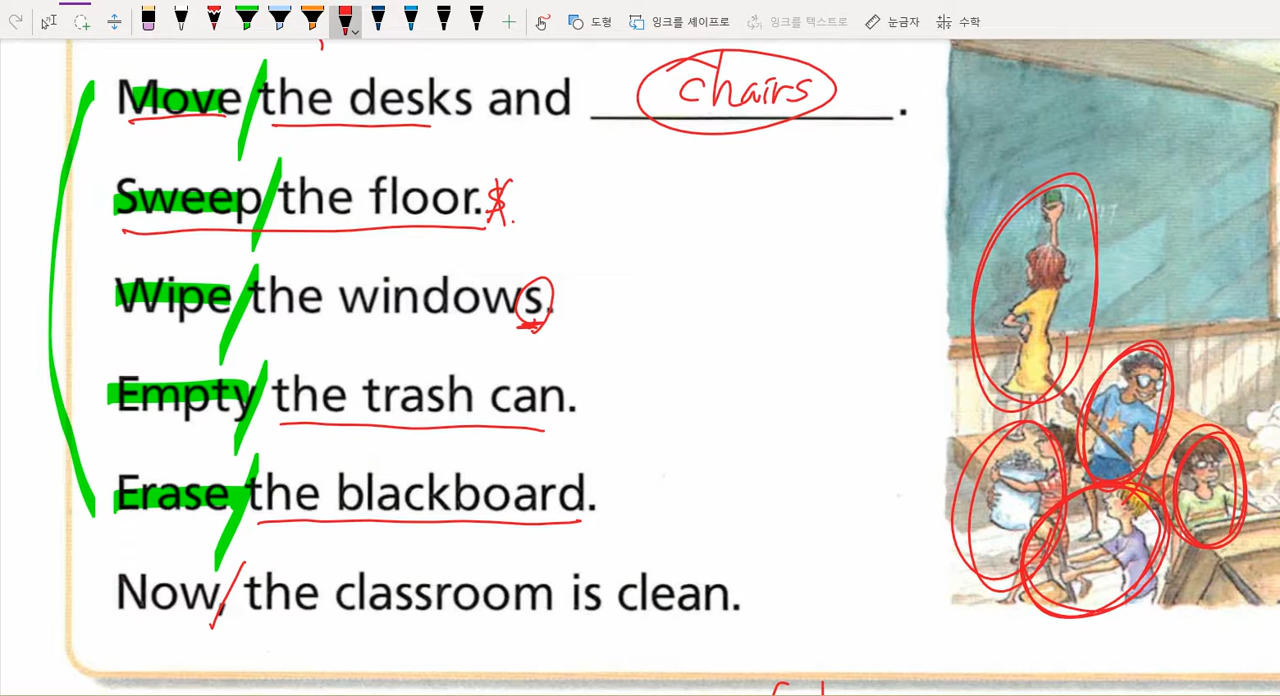 도형 잉크를 셰이프로 잉크를 텍스트로 눈금자 수학
Move the desks and chairs.
Sweep the floor.
Wipe the windows.
Empty the trash can.
Erase the blackboard.
Now, the classroom is clean.